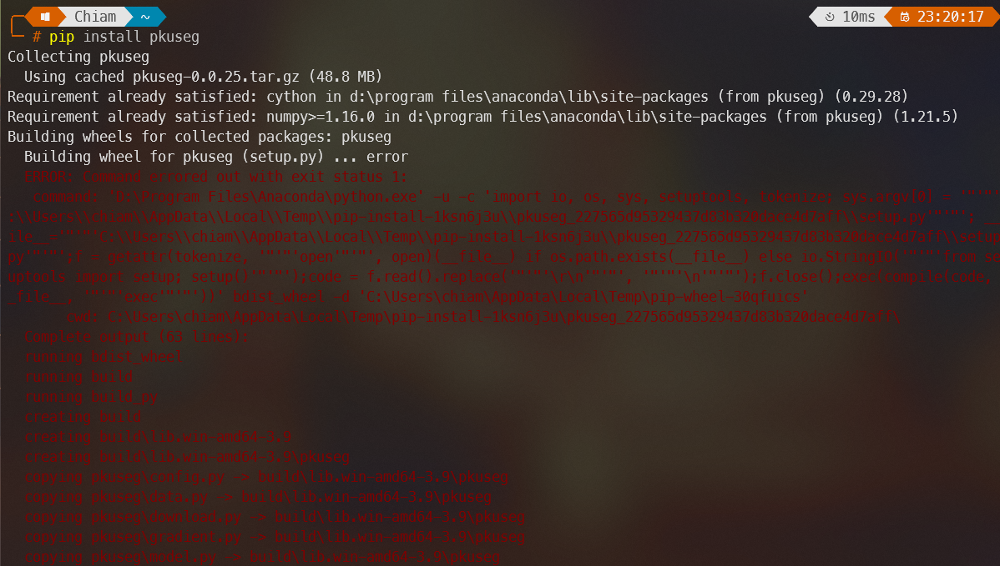 Chiam ~ 10ms 23:20:17
# pip install pkuseg
Collecting pkuseg
Using cached pkuseg-0.0.25.tar.gz (48.8 MB)
Requirement already satisfied: cython in d:\program files\anaconda\lib\site-packages (from pkuseg) (0.29.28)
Requirement already satisfied: numpy>=1.16.0 in d:\program files\anaconda\lib\site-packages (from pkuseg) (1.21.5)
Building wheels for collected packages: pkuseg
Building wheel for pkuseg (setup.py) ... error
ERROR: Command errored out with exit status 1:
command: 'D:\Program Files\Anaconda\python.exe' -u -c 'import io, os, sys, setuptools, tokenize; sys.argv[0] = '"'"'
:\\Users\\chiam\\AppData\\Local\\Temp\\pip-install-1ksn6j3u\\pkuseg_227565d95329437d83b320dace4d7aff\\setup.py'"'"'; __
ile__='"'"'C:\\Users\\chiam\\AppData\\Local\\Temp\\pip-install-1ksn6j3u\\pkuseg_227565d95329437d83b320dace4d7aff\\setup
py'"'"';f = getattr(tokenize, '"'"'open'"'"', open)(__file__) if os.path.exists(__file__) else io.StringIO('"'"'from se
uptools import setup; setup()'"'"');code = f.read().replace('"'"'\r\n'"'"', '"'"'\n'"'"');f.close();exec(compile(code,
_file__, '"'"'exec'"'"'))' bdist_wheel -d 'C:\Users\chiam\AppData\Local\Temp\pip-wheel-30qfuics'
cwd: C:\Users\chiam\AppData\Local\Temp\pip-install-1ksn6j3u\pkuseg_227565d95329437d83b320dace4d7aff\
Complete output (63 lines):
running bdist_wheel
running build
running build_py
creating build
creating build\lib.win-amd64-3.9
creating build\lib.win-amd64-3.9\pkuseg
copying pkuseg\config.py -> build\lib.win-amd64-3.9\pkuseg
copying pkuseg\data.py -> build\lib.win-amd64-3.9\pkuseg
copying pkuseg\download.py -> build\lib.win-amd64-3.9\pkuseg
copying pkuseg\gradient.py -> build\lib.win-amd64-3.9\pkuseg
copying pkuseg\model.py -> build\lib.win-amd64-3.9\pkuseg